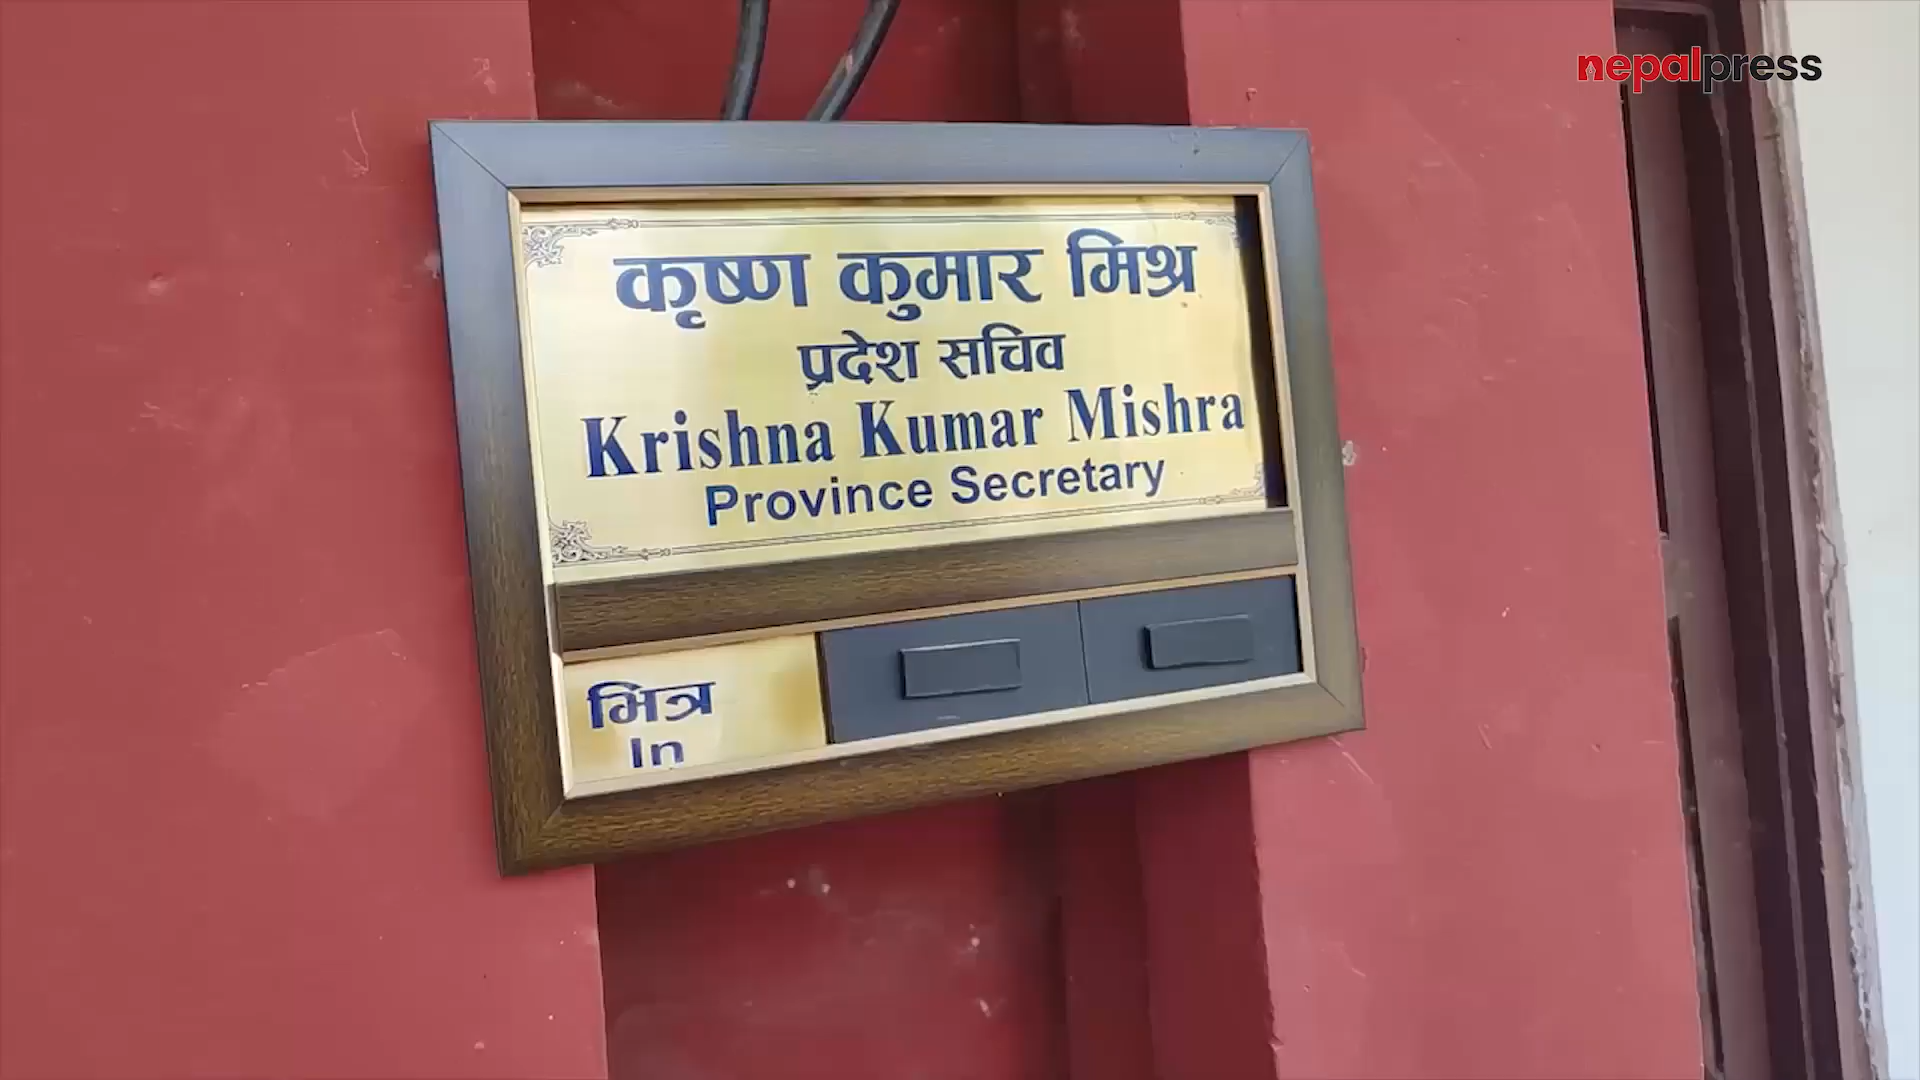 nepalpress
कृष्ण कुमार मिश्र
प्रदेश सचिव
Krishna Kumar Mishra
Province Secretary
भित्र
In